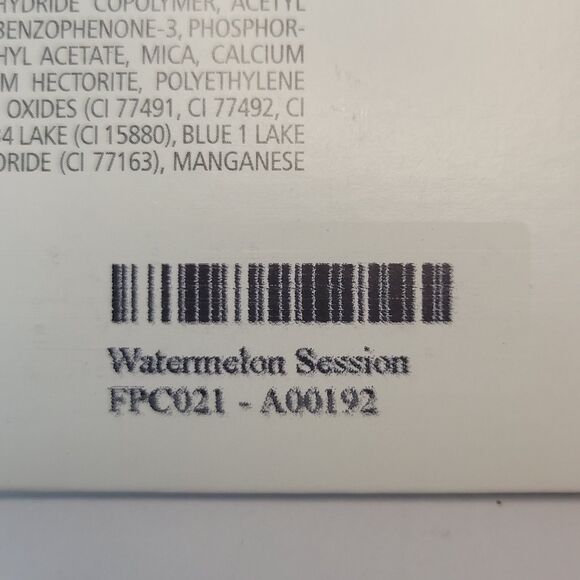 HYDRIDE COPOLYMER, ACETYL
BENZOPHENONE-3, PHOSPHOR-
HYL ACETATE, MICA, CALCIUM
M HECTORITE, POLYETHYLENE
OXIDES (CI 77491, CI 77492, CI
34 LAKE (CI 15880), BLUE 1 LAKE
ORIDE (CI 77163), MANGANESE
Watermelon Session
FPC021 - A00192